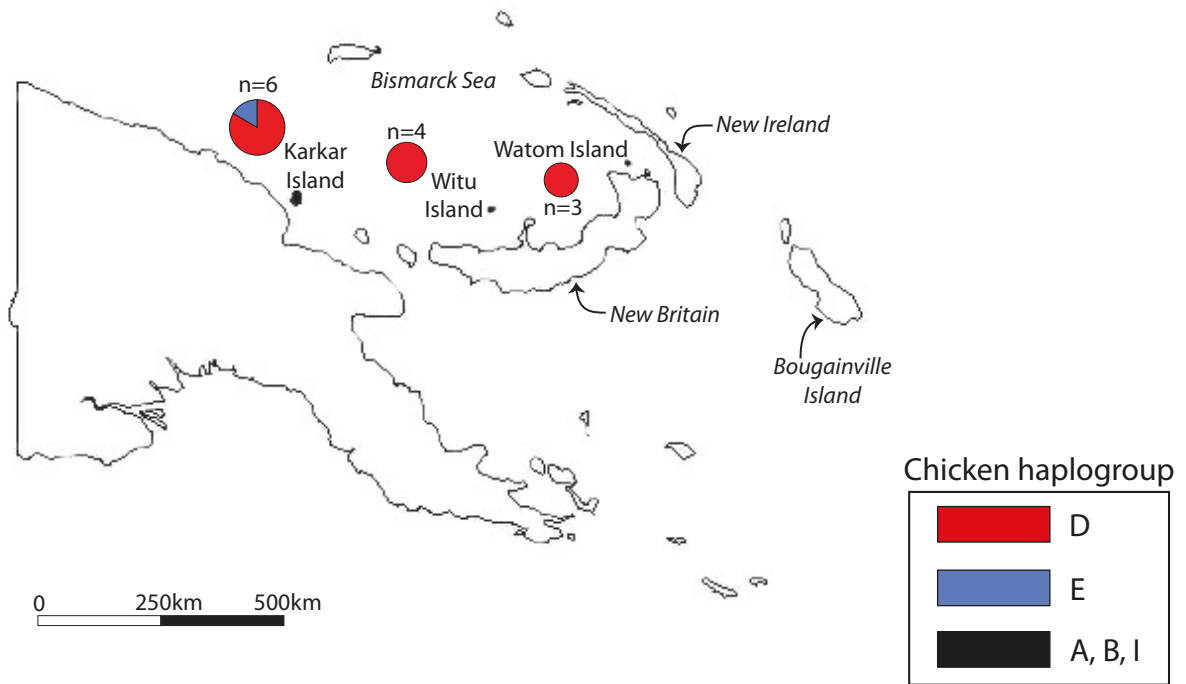 n=6
Bismarck Sea
Karkar
Island
n=4
Witu
Island
Watom Island
n=3
New Ireland
New Britain
Bougainville
Island
0 250km 500km
Chicken haplogroup
D
E
A, B, I